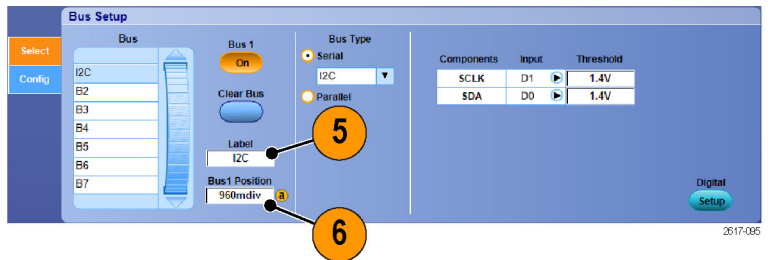 Bus Setup
Select
Config
Bus
I2C
B2
B3
B4
B5
B6
B7
Bus 1
On
Clear Bus
Label
I2C
Bus1 Position
960mdiv a
Bus Type
Serial
I2C
Parallel
Components Input Threshold
SCLK D1 1.4V
SDA D0 1.4V
Digital
Setup
5
6
2617-095